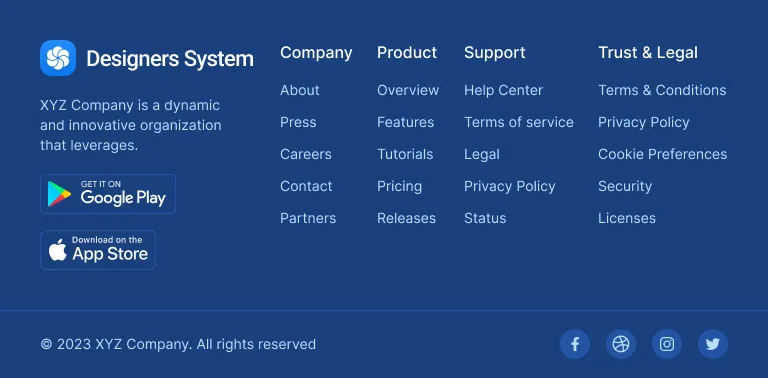 Designers System
XYZ Company is a dynamic
and innovative organization
that leverages.
GET IT ON
Google Play
Download on the
App Store
Company
About
Press
Careers
Contact
Partners
Product
Overview
Features
Tutorials
Pricing
Releases
Support
Help Center
Terms of service
Legal
Privacy Policy
Status
Trust & Legal
Terms & Conditions
Privacy Policy
Cookie Preferences
Security
Licenses
© 2023 XYZ Company. All rights reserved